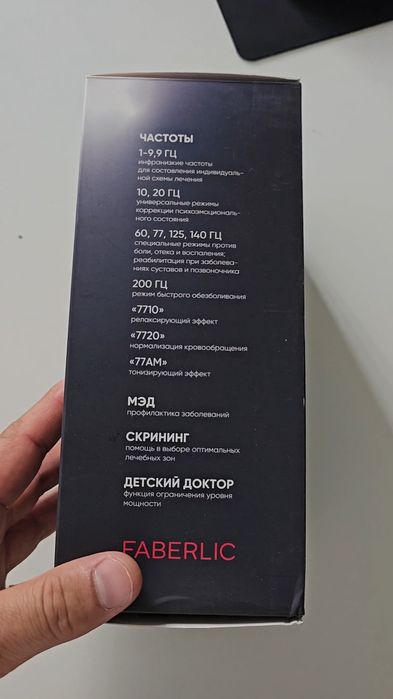 ЧАСТОТЫ
1-9,9 ГЦ
инфранизкие частоты
для составления индивидуаль-
ной схемы лечения
10, 20 ГЦ
универсальные режимы
коррекции психоэмоциональ-
ного состояния
60, 77, 125, 140 ГЦ
специальные режимы против
боли, отека и воспаления;
реабилитация при заболева-
ниях суставов и позвоночника
200 ГЦ
режим быстрого обезболивания
«7710»
релаксирующий эффект
«7720»
нормализация кровообращения
«77АМ»
тонизирующий эффект
МЭД
профилактика заболеваний
СКРИНИНГ
помощь в выборе оптимальных
лечебных зон
ДЕТСКИЙ ДОКТОР
функция ограничения уровня
мощности
FABERLIC